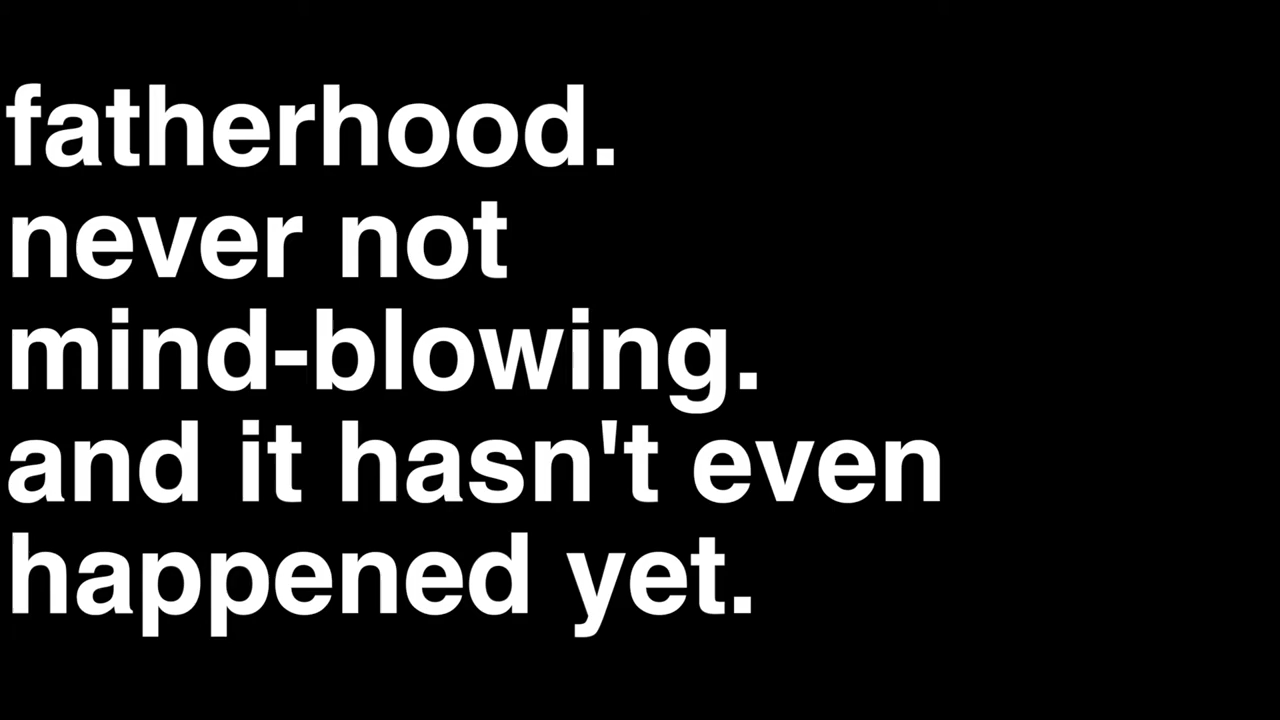 fatherhood.
never not
mind-blowing.
and it hasn't even
happened yet.